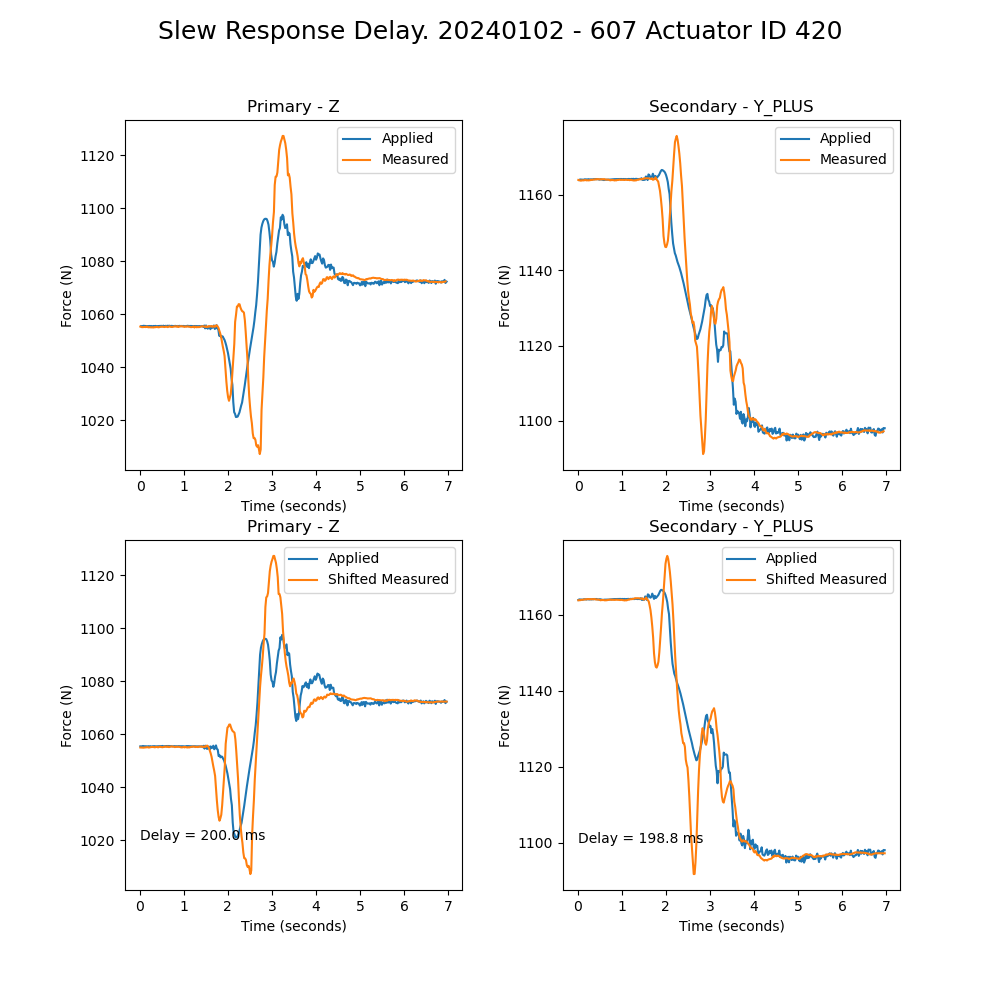 Slew Response Delay. 20240102 - 607 Actuator ID 420
Primary - Z
Secondary - Y_PLUS
Applied
Measured
Applied
Measured
1120
1100
1080
1060
1040
1020
Force (N)
0 1 2 3 4 5 6 7
Time (seconds)
1160
1140
1120
1100
Force (N)
0 1 2 3 4 5 6 7
Time (seconds)
Primary - Z
Secondary - Y_PLUS
Applied
Shifted Measured
Applied
Shifted Measured
1120
1100
1080
1060
1040
1020
Force (N)
Delay = 200.0 ms
0 1 2 3 4 5 6 7
Time (seconds)
1160
1140
1120
1100
Force (N)
Delay = 198.8 ms
0 1 2 3 4 5 6 7
Time (seconds)